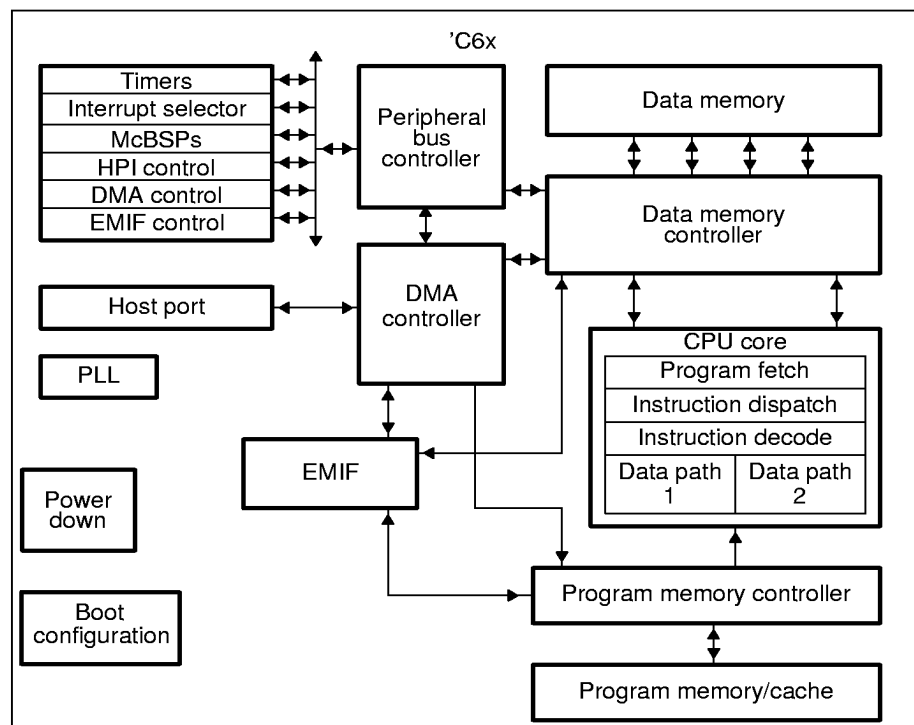 'C6x
Timers
Interrupt selector
McBSPs
HPI control
DMA control
EMIF control
Peripheral
bus
controller
Data memory
Data memory
controller
Host port
DMA
controller
PLL
CPU core
Program fetch
Instruction dispatch
Instruction decode
Data path
1
Data path
2
EMIF
Power
down
Boot
configuration
Program memory controller
Program memory/cache